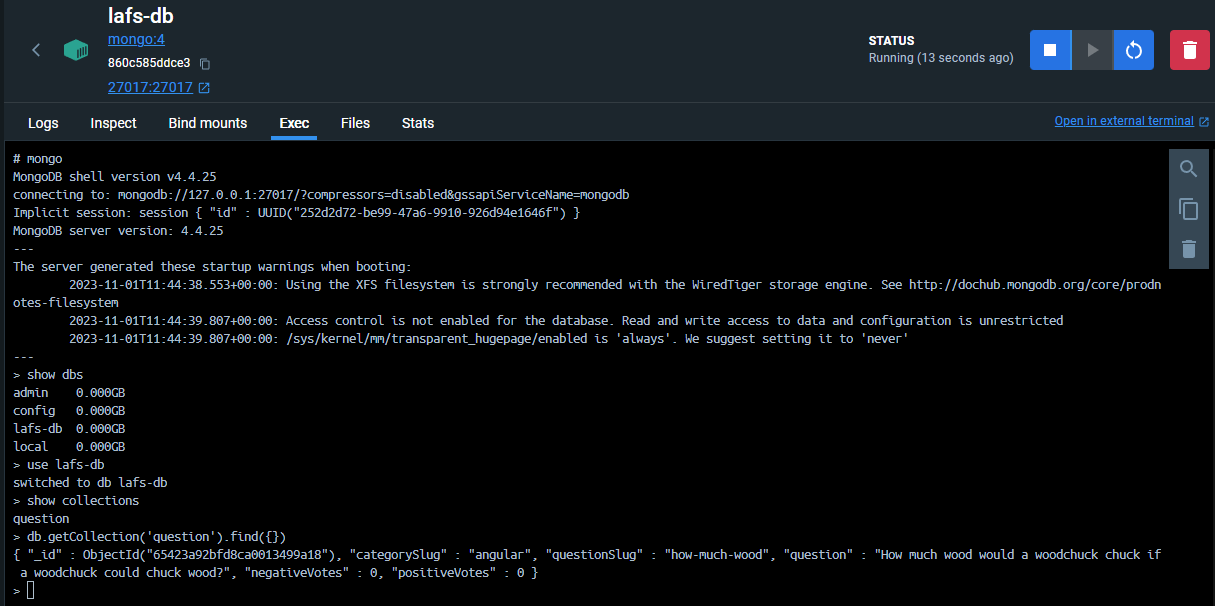 lafs-db
mongo:4
860c585ddce3
27017:27017
STATUS
Running (13 seconds ago)
Logs Inspect Bind mounts Exec Files Stats Open in external terminal
# mongo
MongoDB shell version v4.4.25
connecting to: mongodb://127.0.0.1:27017/?compressors=disabled&gssapiServiceName=mongodb
Implicit session: session { "id" : UUID("252d2d72-be99-47a6-9910-926d94e1646f") }
MongoDB server version: 4.4.25
---
The server generated these startup warnings when booting:
2023-11-01T11:44:38.553+00:00: Using the XFS filesystem is strongly recommended with the WiredTiger storage engine. See http://dochub.mongodb.org/core/prodn
otes-filesystem
2023-11-01T11:44:39.807+00:00: Access control is not enabled for the database. Read and write access to data and configuration is unrestricted
2023-11-01T11:44:39.807+00:00: /sys/kernel/mm/transparent_hugepage/enabled is 'always'. We suggest setting it to 'never'
---
> show dbs
admin 0.000GB
config 0.000GB
lafs-db 0.000GB
local 0.000GB
> use lafs-db
switched to db lafs-db
> show collections
question
> db.getCollection('question').find({})
{ "_id" : ObjectId("65423a92bfd8ca0013499a18"), "categorySlug" : "angular", "questionSlug" : "how-much-wood", "question" : "How much wood would a woodchuck chuck if
a woodchuck could chuck wood?", "negativeVotes" : 0, "positiveVotes" : 0 }
>